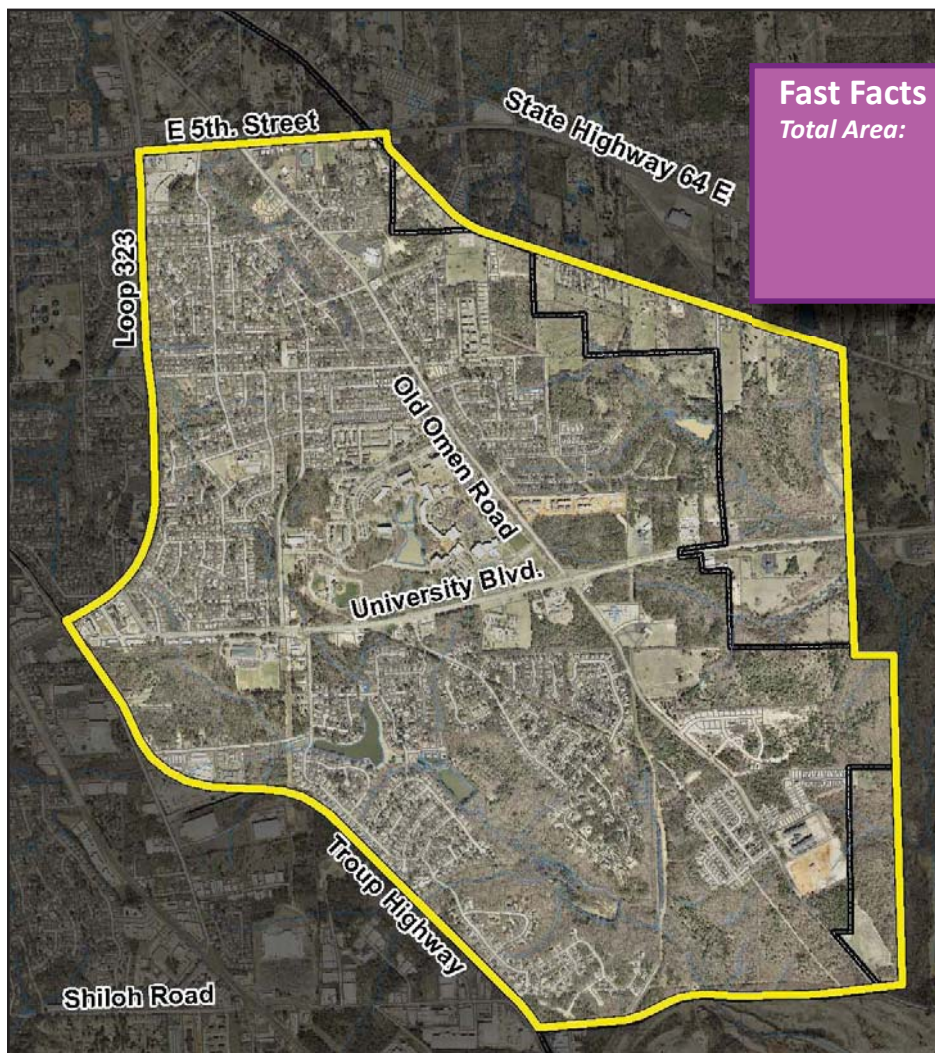 Fast Facts
Total Area:
State Highway 64 E
E 5th. Street
Loop 323
Old Omen Road
University Blvd.
Troup Highway
Shiloh Road